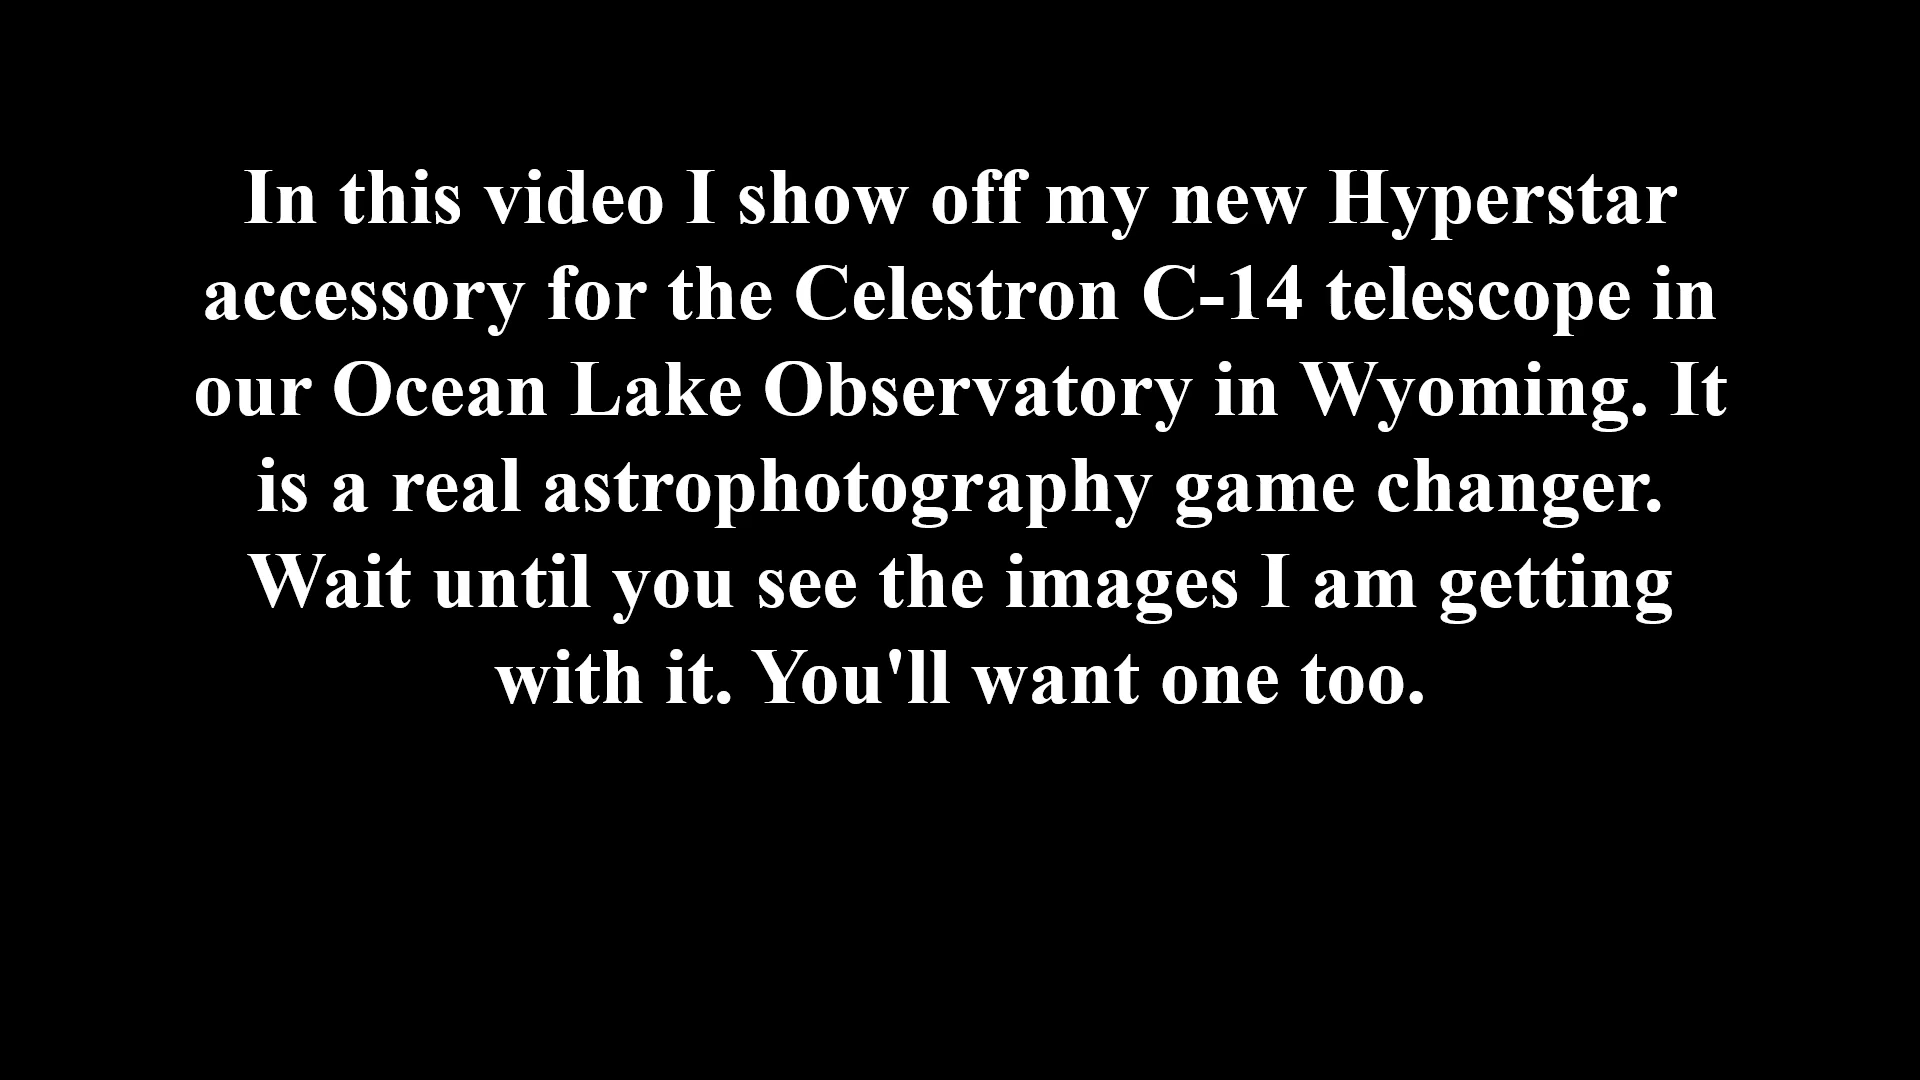 In this video I show off my new Hyperstar
accessory for the Celestron C-14 telescope in
our Ocean Lake Observatory in Wyoming. It
is a real astrophotography game changer.
Wait until you see the images I am getting
with it. You'll want one too.